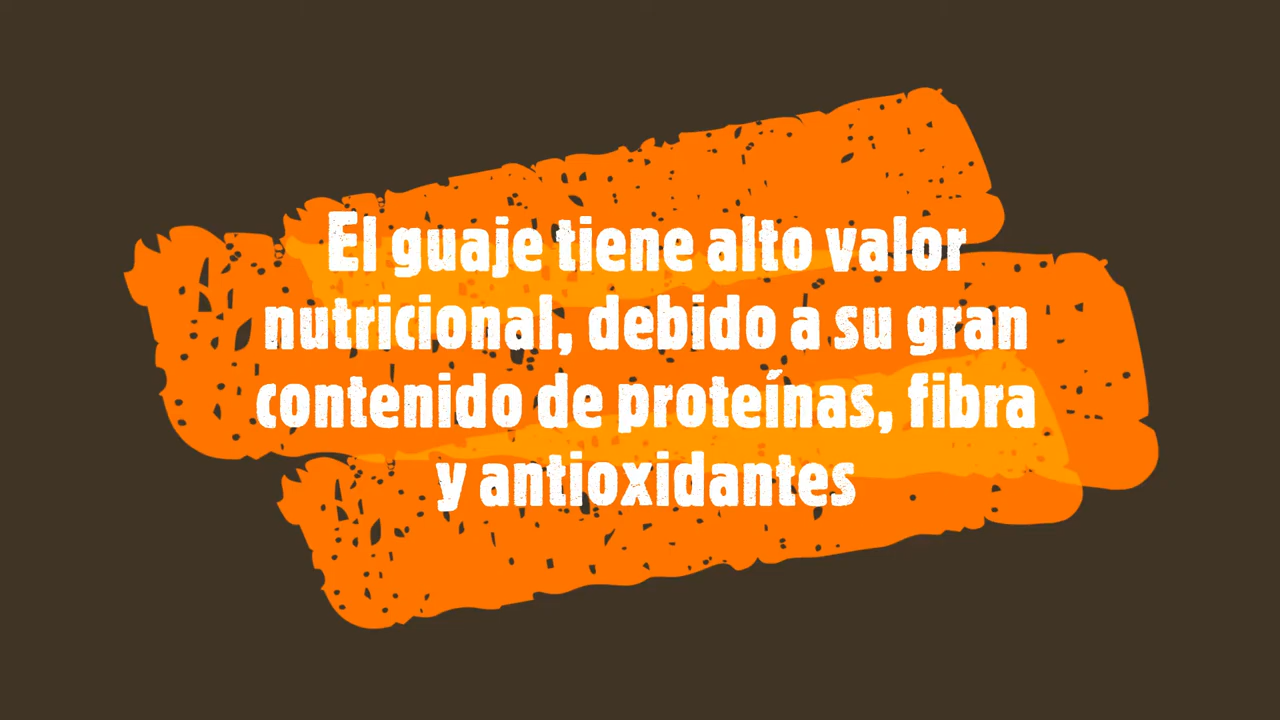 El guaje tiene alto valor
nutricional, debido a su gran
contenido de proteínas, fibra
y antioxidantes